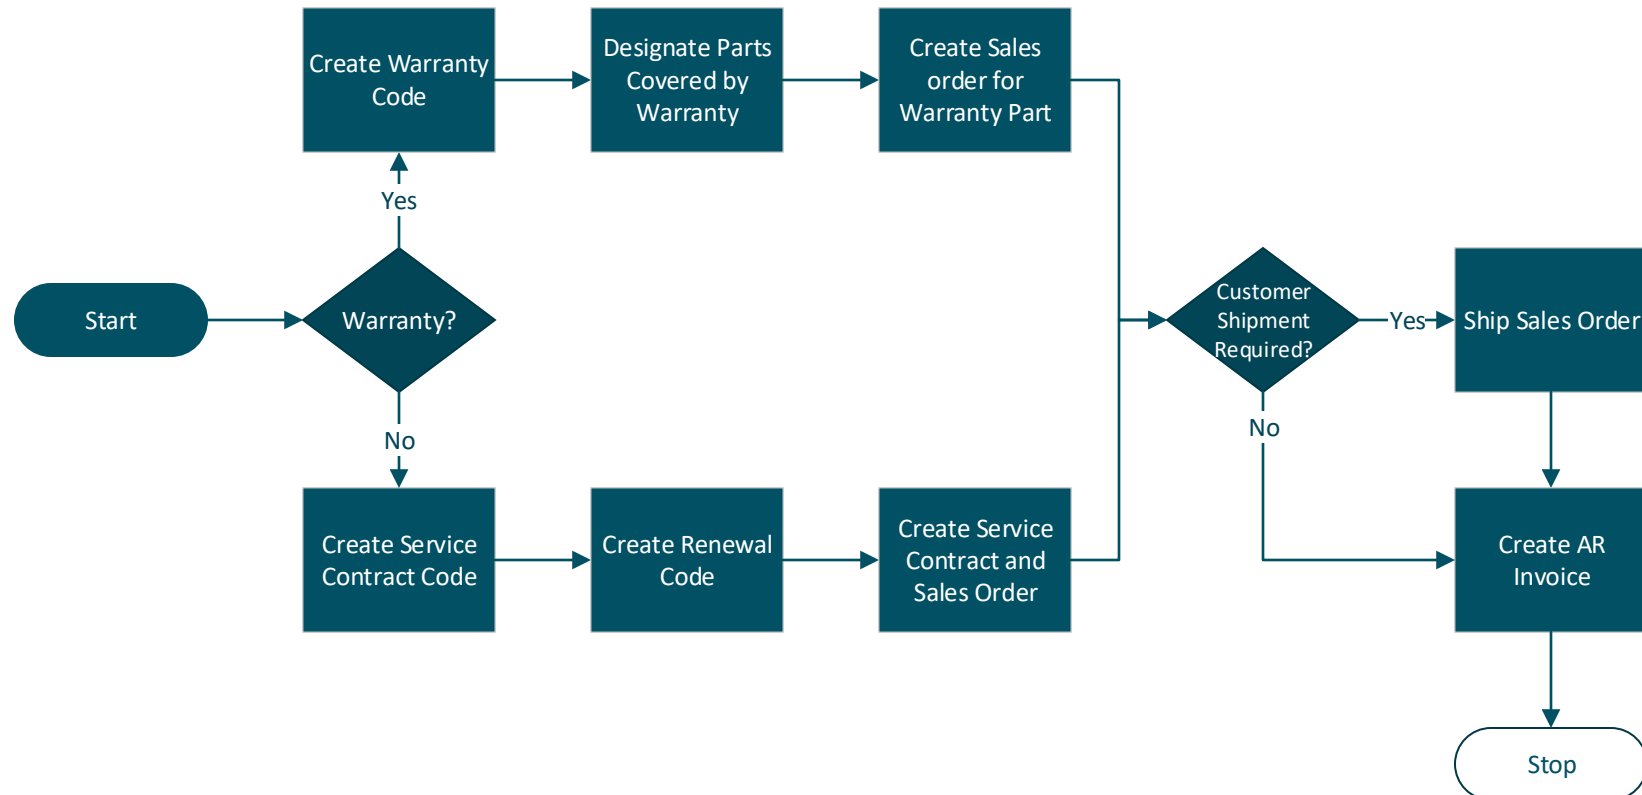 Start
Warranty?
Yes
Create Warranty
Code
Designate Parts
Covered by
Warranty
Create Sales
order for
Warranty Part
No
Create Service
Contract Code
Create Renewal
Code
Create Service
Contract and
Sales Order
Customer
Shipment
Required?
Yes
Ship Sales Order
No
Create AR
Invoice
Stop